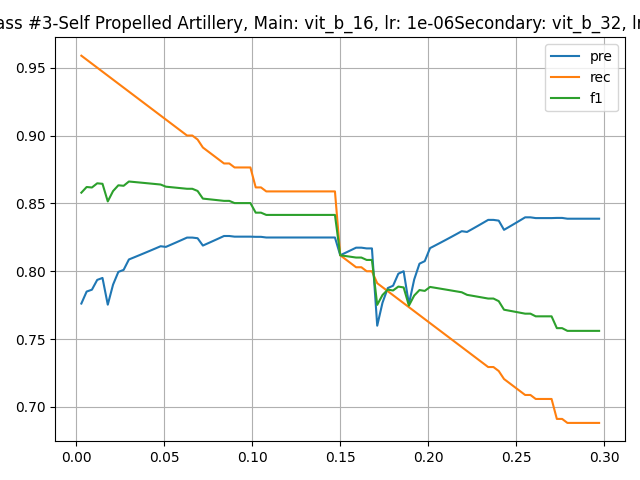 ass #3-Self Propelled Artillery, Main: vit_b_16, lr: 1e-06Secondary: vit_b_32, lr
pre
rec
f1
0.95
0.90
0.85
0.80
0.75
0.70
0.00 0.05 0.10 0.15 0.20 0.25 0.30